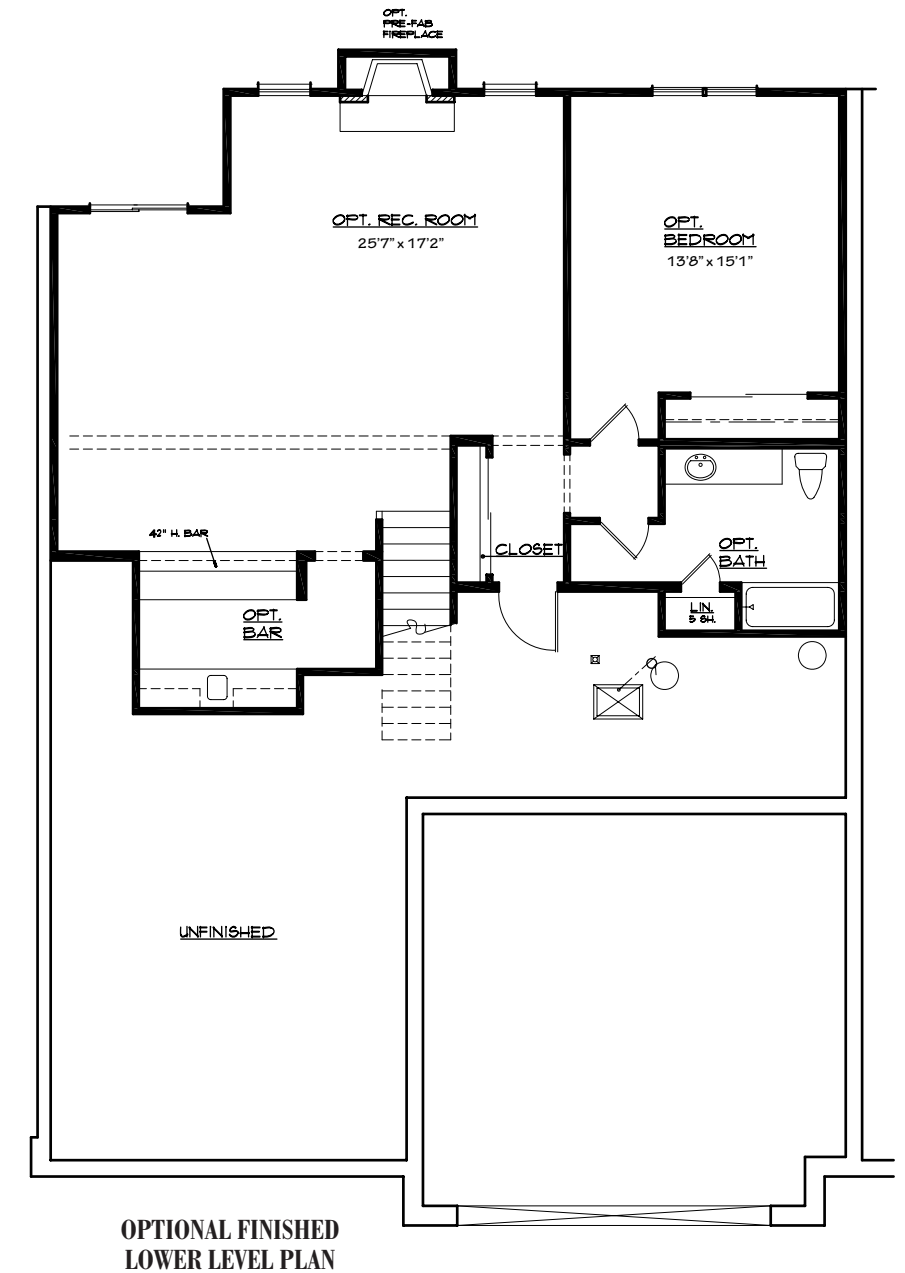 OPT.
PRE-FAB
FIREPLACE
OPT. REC. ROOM
25'7" x 17'2"
OPT.
BEDROOM
13'8" x 15'1"
42" H. BAR
CLOSET
OPT.
BATH
OPT.
BAR
LIN.
5 SH.
UNFINISHED
OPTIONAL FINISHED
LOWER LEVEL PLAN